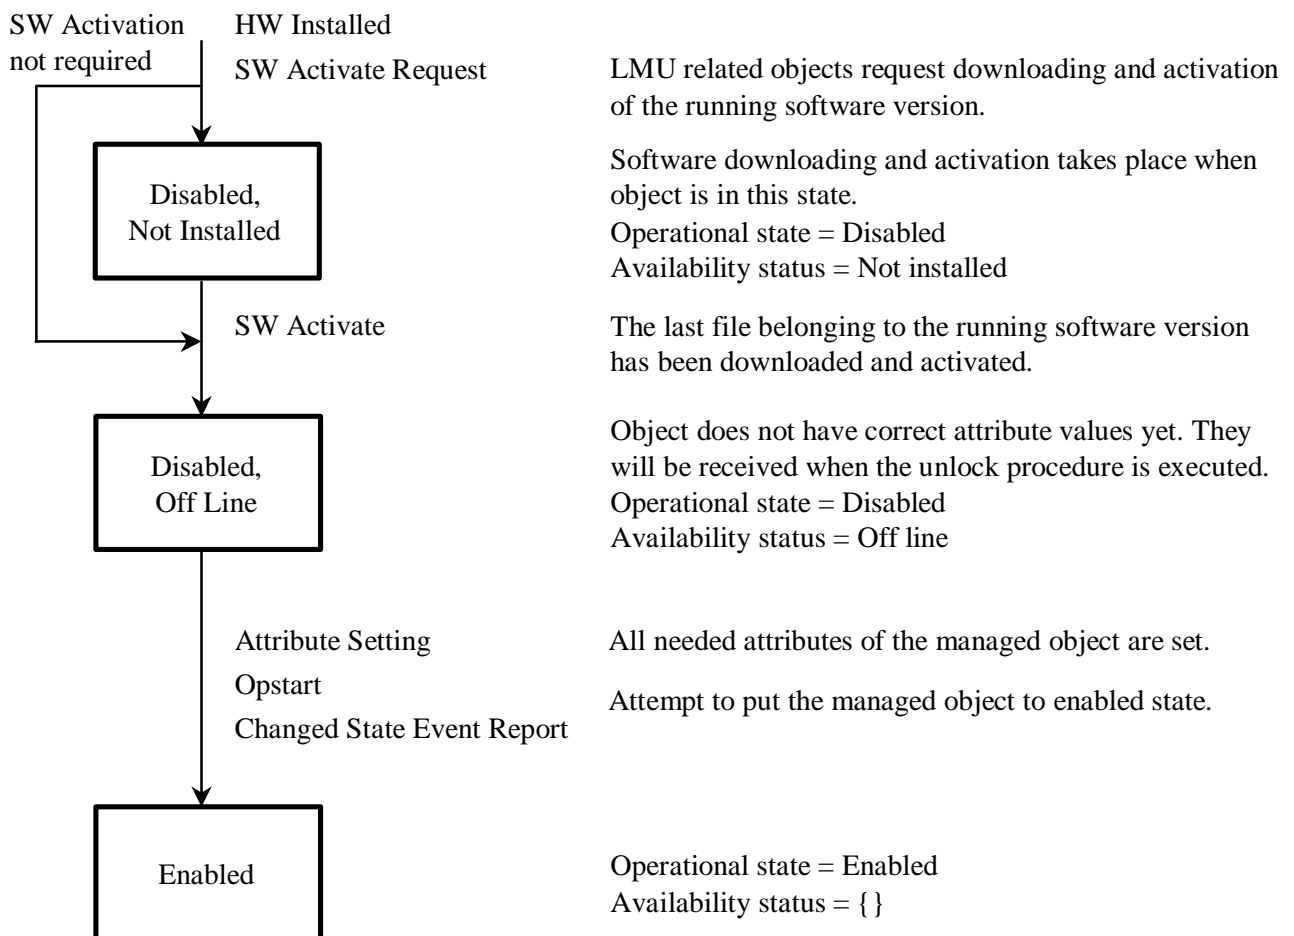 SW Activation
not required
HW Installed
SW Activate Request
LMU related objects request downloading and activation
of the running software version.
Disabled,
Not Installed
Software downloading and activation takes place when
object is in this state.
Operational state = Disabled
Availability status = Not installed
SW Activate
The last file belonging to the running software version
has been downloaded and activated.
Disabled,
Off Line
Object does not have correct attribute values yet. They
will be received when the unlock procedure is executed.
Operational state = Disabled
Availability status = Off line
Attribute Setting
Opstart
Changed State Event Report
All needed attributes of the managed object are set.
Attempt to put the managed object to enabled state.
Enabled
Operational state = Enabled
Availability status = {}